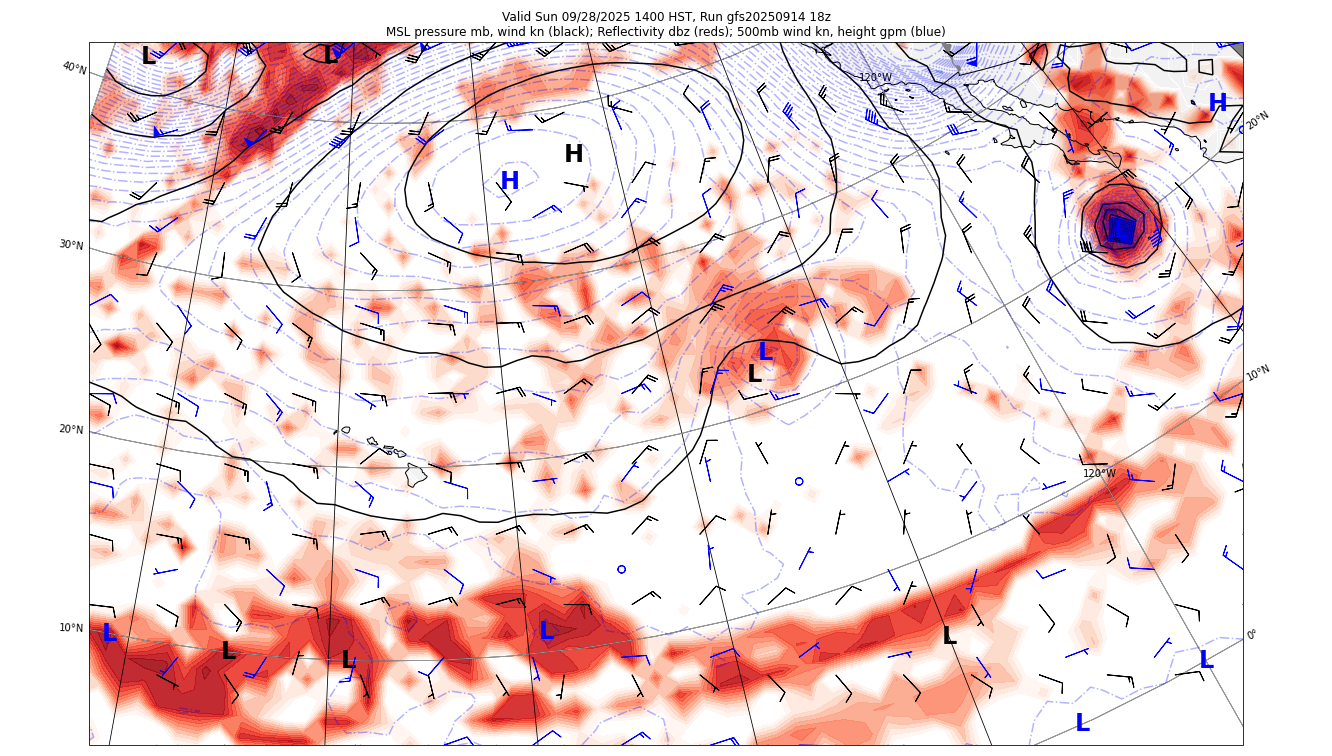 Valid Sun 09/28/2025 1400 HST, Run gfs20250914 18z
MSL pressure mb, wind kn (black); Reflectivity dbz (reds); 500mb wind kn, height gpm (blue)
L
L
40°N
120°W
H
20°N
H
H
30°N
L
L
10°N
20°N
120°W
10°N
L
L
L
L
L
0°
L
L